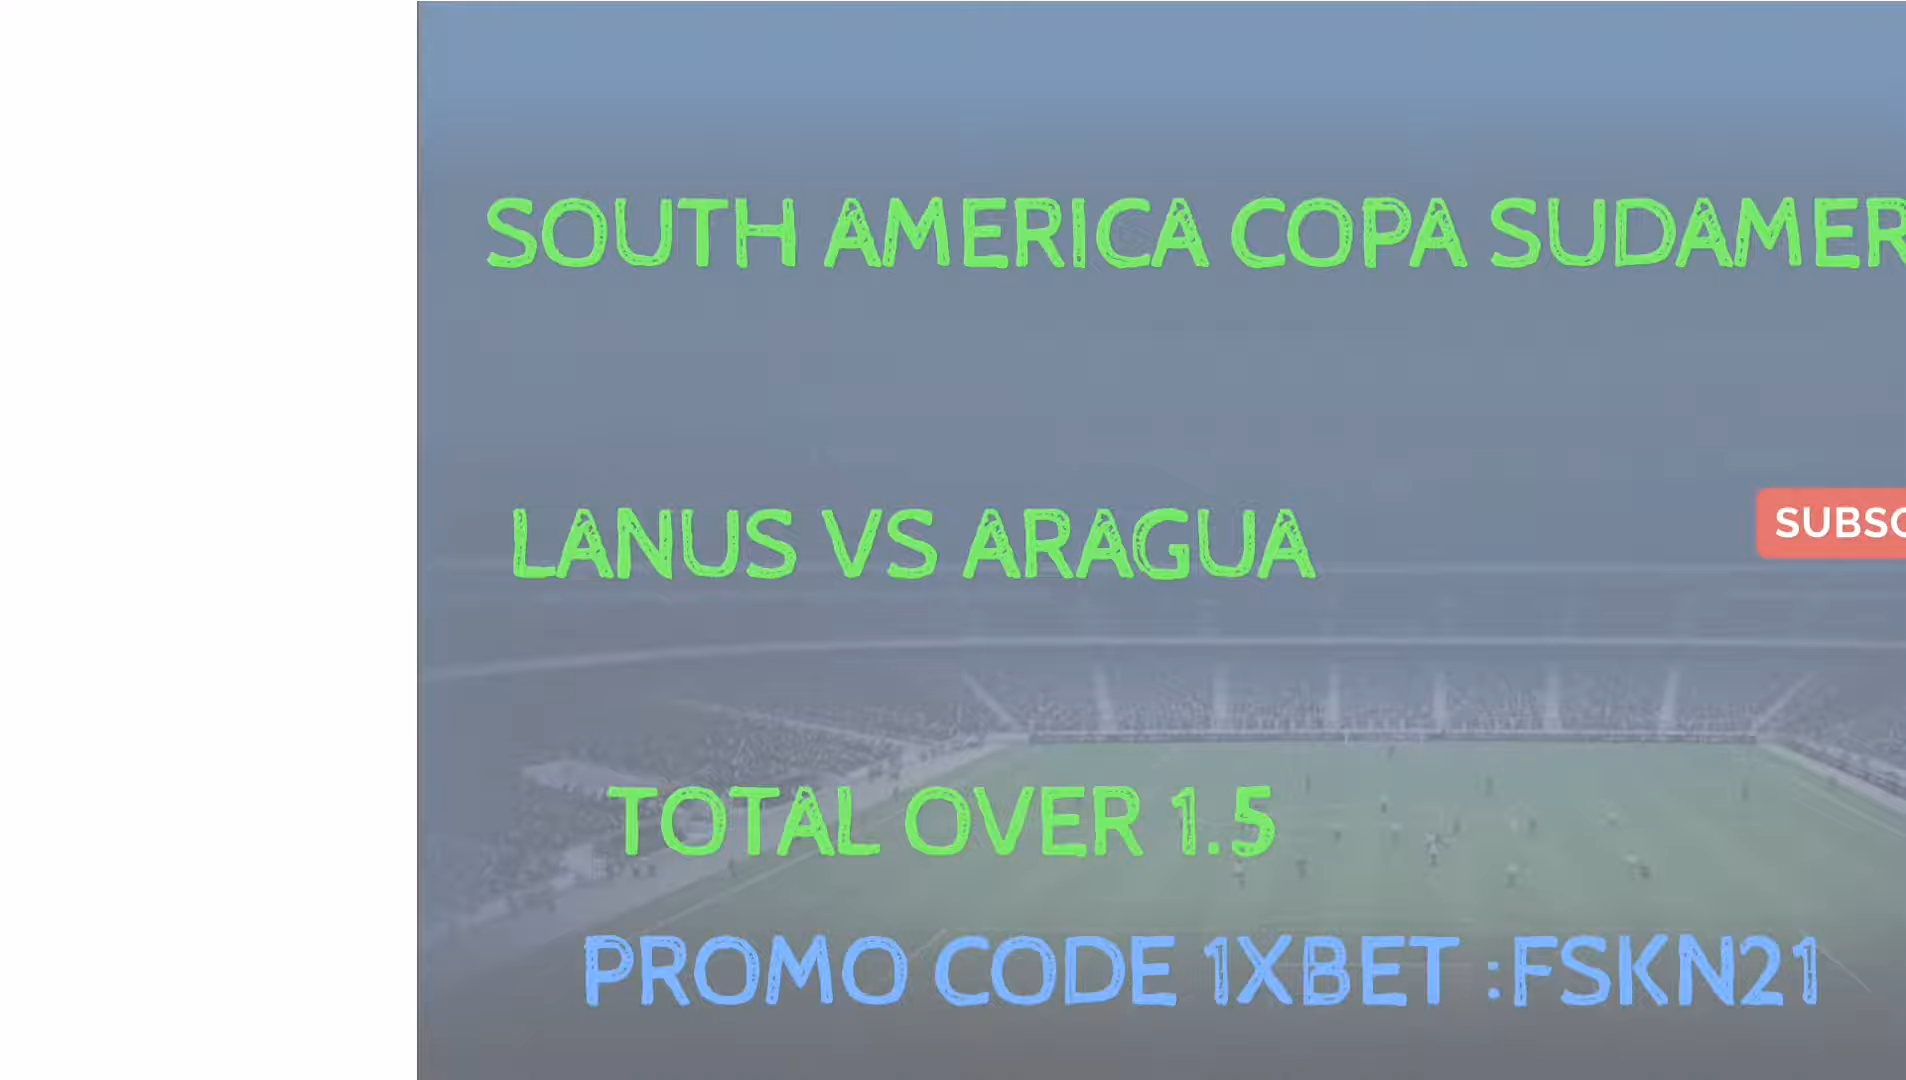 SOUTH AMERICA COPA SUDAMER
LANUS VS ARAGUA
SUBSC
TOTAL OVER 1.5
PROMO CODE 1XBET :FSKN21